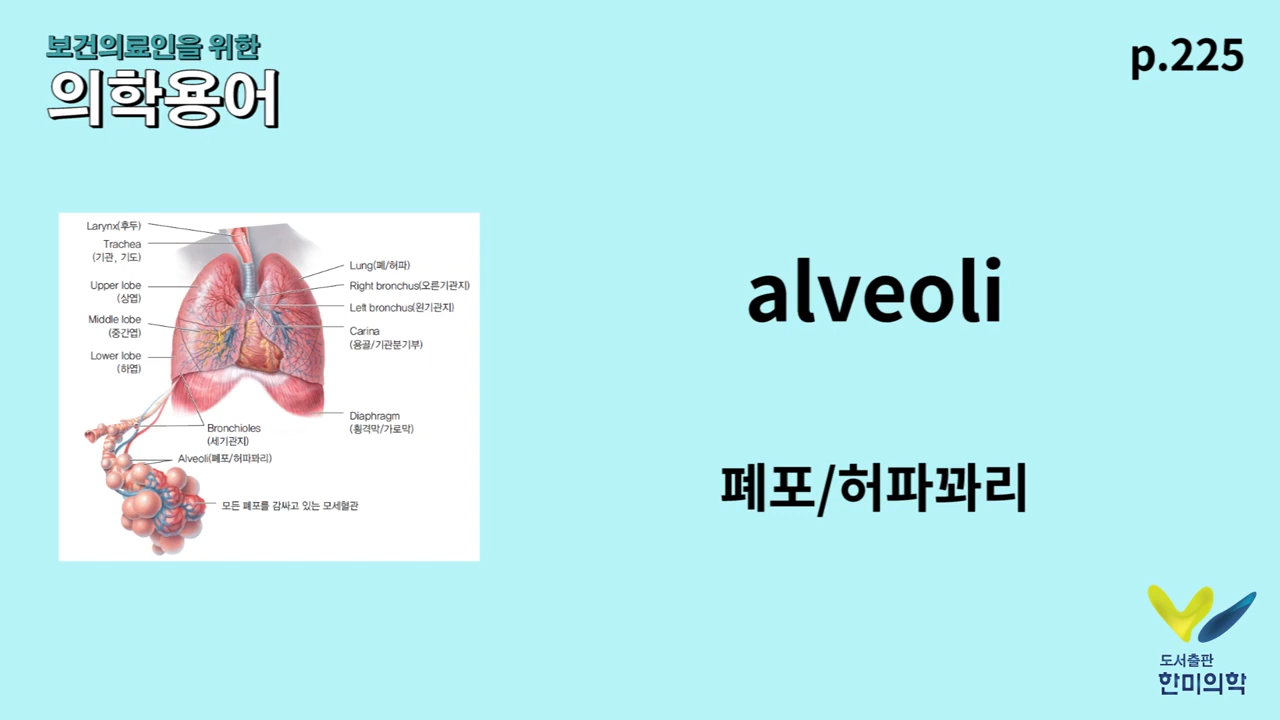 보건의료인을 위한
의학용어
p.225
Larynx(후두)
Trachea
(기관, 기도)
Upper lobe
(상엽)
Middle lobe
(중간엽)
Lower lobe
(하엽)
Lung(폐/허파)
Right bronchus(오른기관지)
Left bronchus(왼기관지)
Carina
(용골/기관분기부)
Diaphragm
(횡격막/가로막)
Bronchioles
(세기관지)
Alveoli(폐포/허파꽈리)
모든 폐포를 감싸고 있는 모세혈관
alveoli
폐포/허파꽈리
도서출판
한미의학